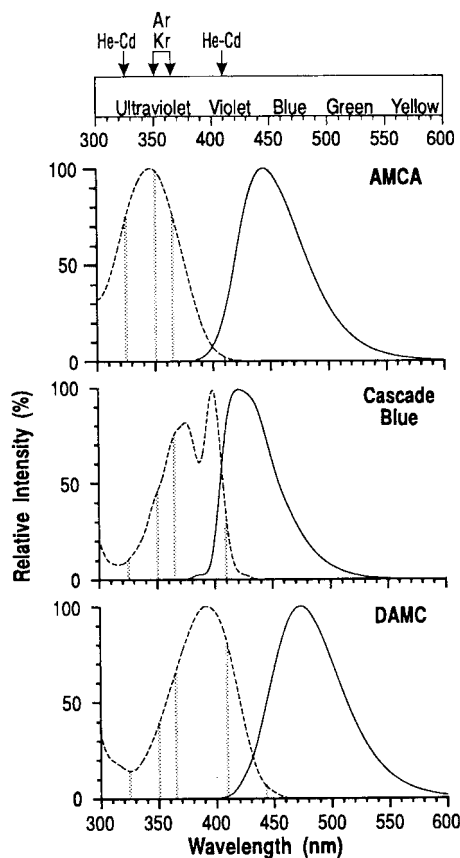 Ar
He-Cd Kr He-Cd
Ultraviolet Violet Blue Green Yellow
300 350 400 450 500 550 600
AMCA
100
50
0
Cascade
Blue
100
50
0
DAMC
100
50
0
300 350 400 450 500 550 600
Relative Intensity (%)
Wavelength (nm)